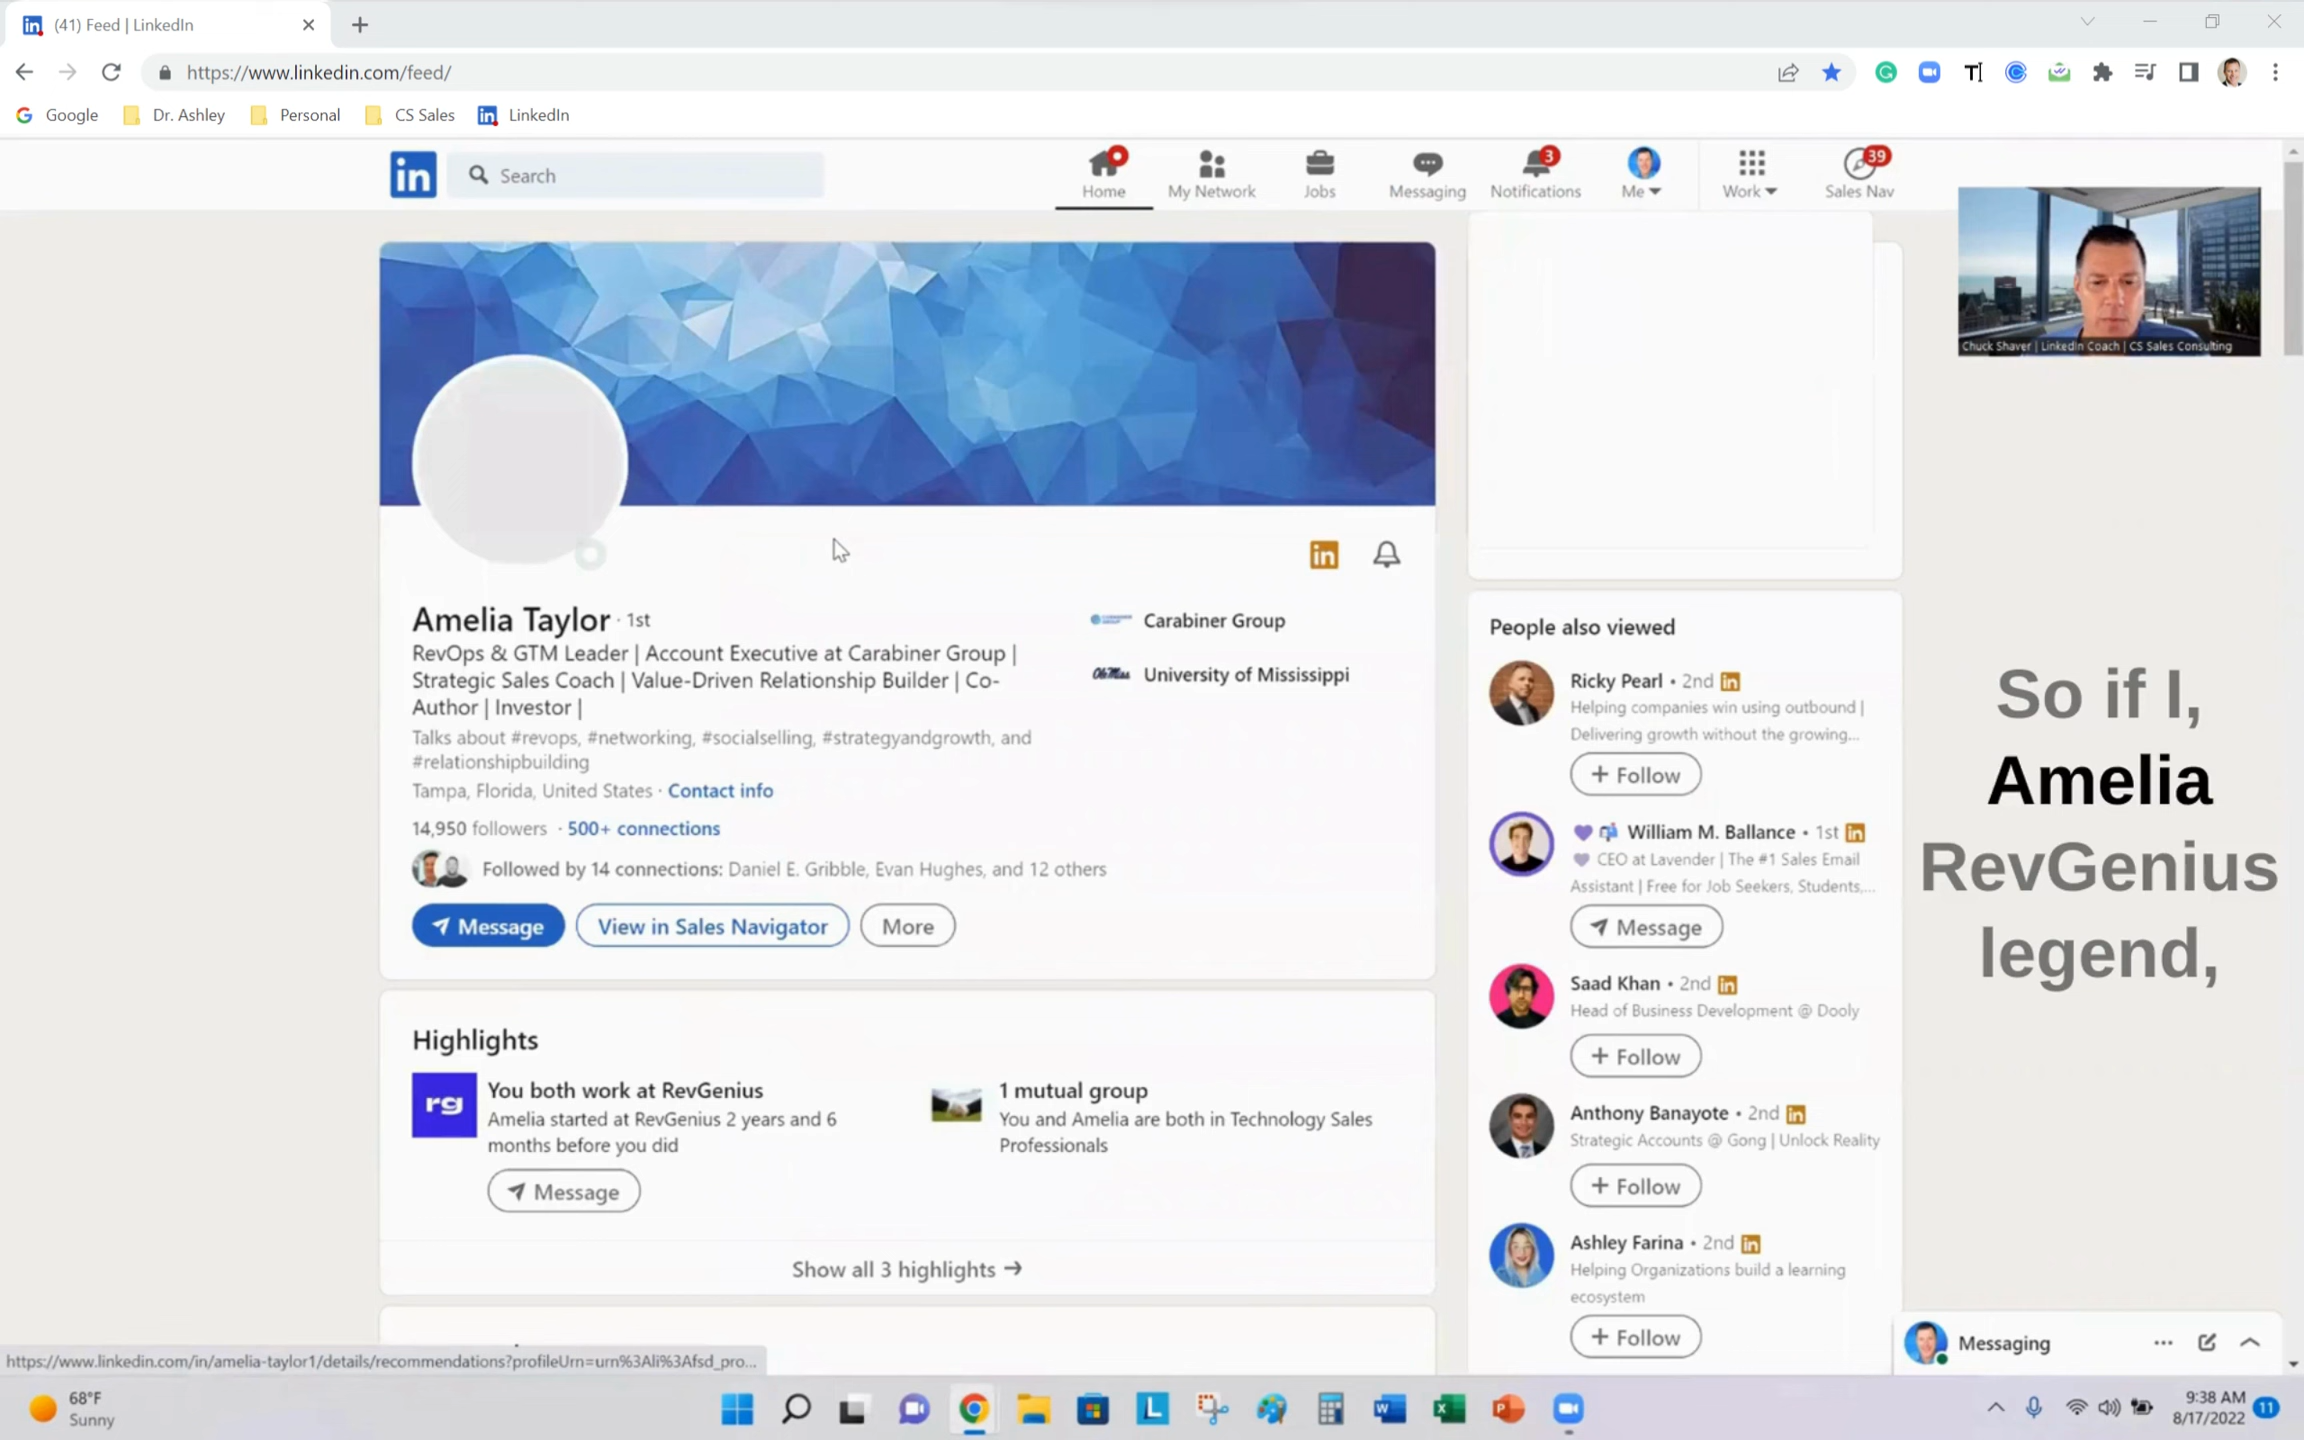 (41) Feed | LinkedIn
https://www.linkedin.com/feed/
Google
Dr. Ashley
Personal
CS Sales
LinkedIn
in
Search
Home
My Network
Jobs
Messaging
3
Notifications
Me
Work
39
Sales Nav
Chuck Shaver | LinkedIn Coach | CS Sales Consulting
Amelia Taylor · 1st
RevOps & GTM Leader | Account Executive at Carabiner Group |
Strategic Sales Coach | Value-Driven Relationship Builder | Co-
Author | Investor |
Talks about #revops, #networking, #socialselling, #strategyandgrowth, and
#relationshipbuilding
Tampa, Florida, United States · Contact info
14,950 followers · 500+ connections
Followed by 14 connections: Daniel E. Gribble, Evan Hughes, and 12 others
Message
View in Sales Navigator
More
in
Carabiner Group
Ole Miss
University of Mississippi
Highlights
rg
You both work at RevGenius
Amelia started at RevGenius 2 years and 6
months before you did
Message
1 mutual group
You and Amelia are both in Technology Sales
Professionals
Show all 3 highlights →
People also viewed
Ricky Pearl • 2nd in
Helping companies win using outbound |
Delivering growth without the growing...
+ Follow
William M. Ballance • 1st in
CEO at Lavender | The #1 Sales Email
Assistant | Free for Job Seekers, Students,...
Message
Saad Khan • 2nd in
Head of Business Development @ Dooly
+ Follow
Anthony Banayote • 2nd in
Strategic Accounts @ Gong | Unlock Reality
+ Follow
Ashley Farina • 2nd in
Helping Organizations build a learning
ecosystem
+ Follow
So if I,
Amelia
RevGenius
legend,
Messaging
https://www.linkedin.com/in/amelia-taylor1/details/recommendations?profileUrn=urn%3Ali%3Afsd_pro...
68°F
Sunny
9:38 AM
8/17/2022
11